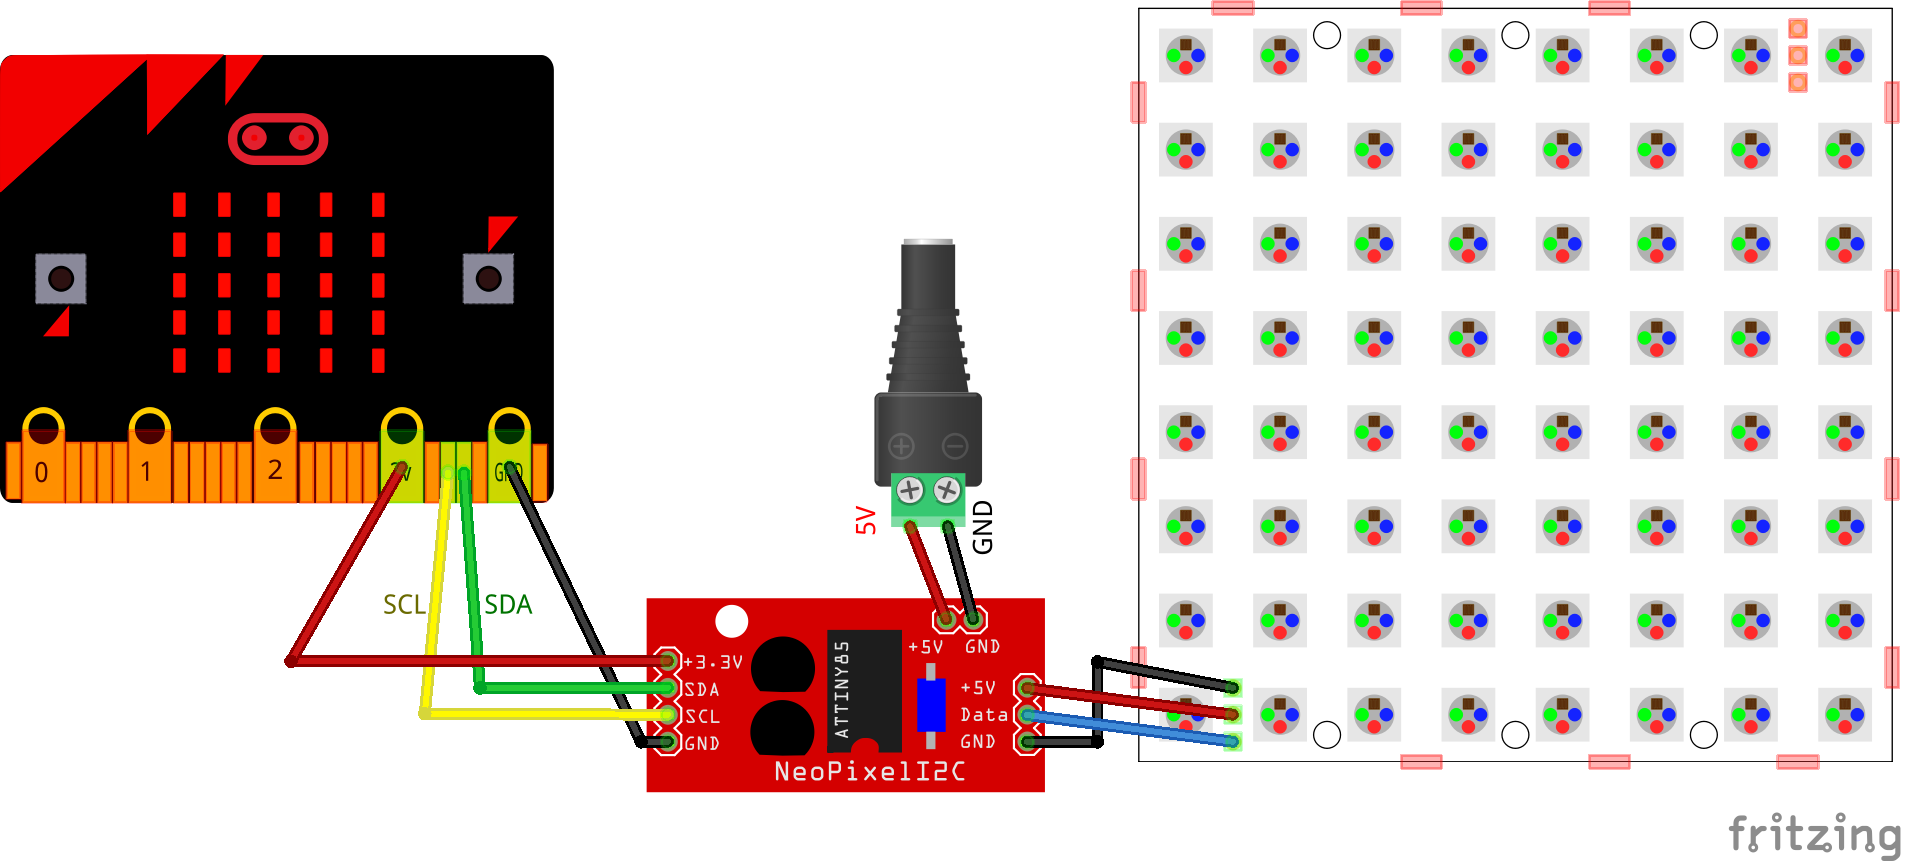 0
1
2
3V
GND
SCL
SDA
5V
GND
+5V GND
+3.3V
SDA
SCL
GND
ATTINY85
+5V
Data
GND
NeoPixelI2C
fritzing